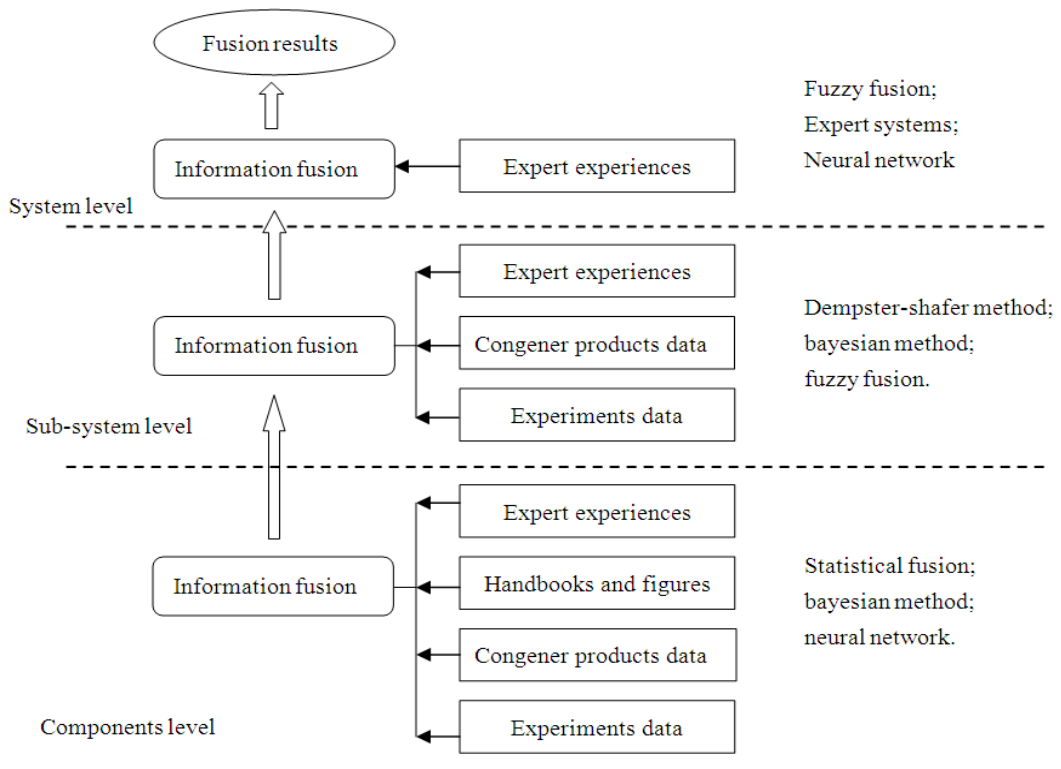 Fusion results
Fuzzy fusion;
Expert systems;
Neural network
Information fusion
Expert experiences
System level
Expert experiences
Information fusion
Congener products data
Experiments data
Dempster-shafer method;
bayesian method;
fuzzy fusion.
Sub-system level
Expert experiences
Information fusion
Handbooks and figures
Congener products data
Experiments data
Statistical fusion;
bayesian method;
neural network.
Components level